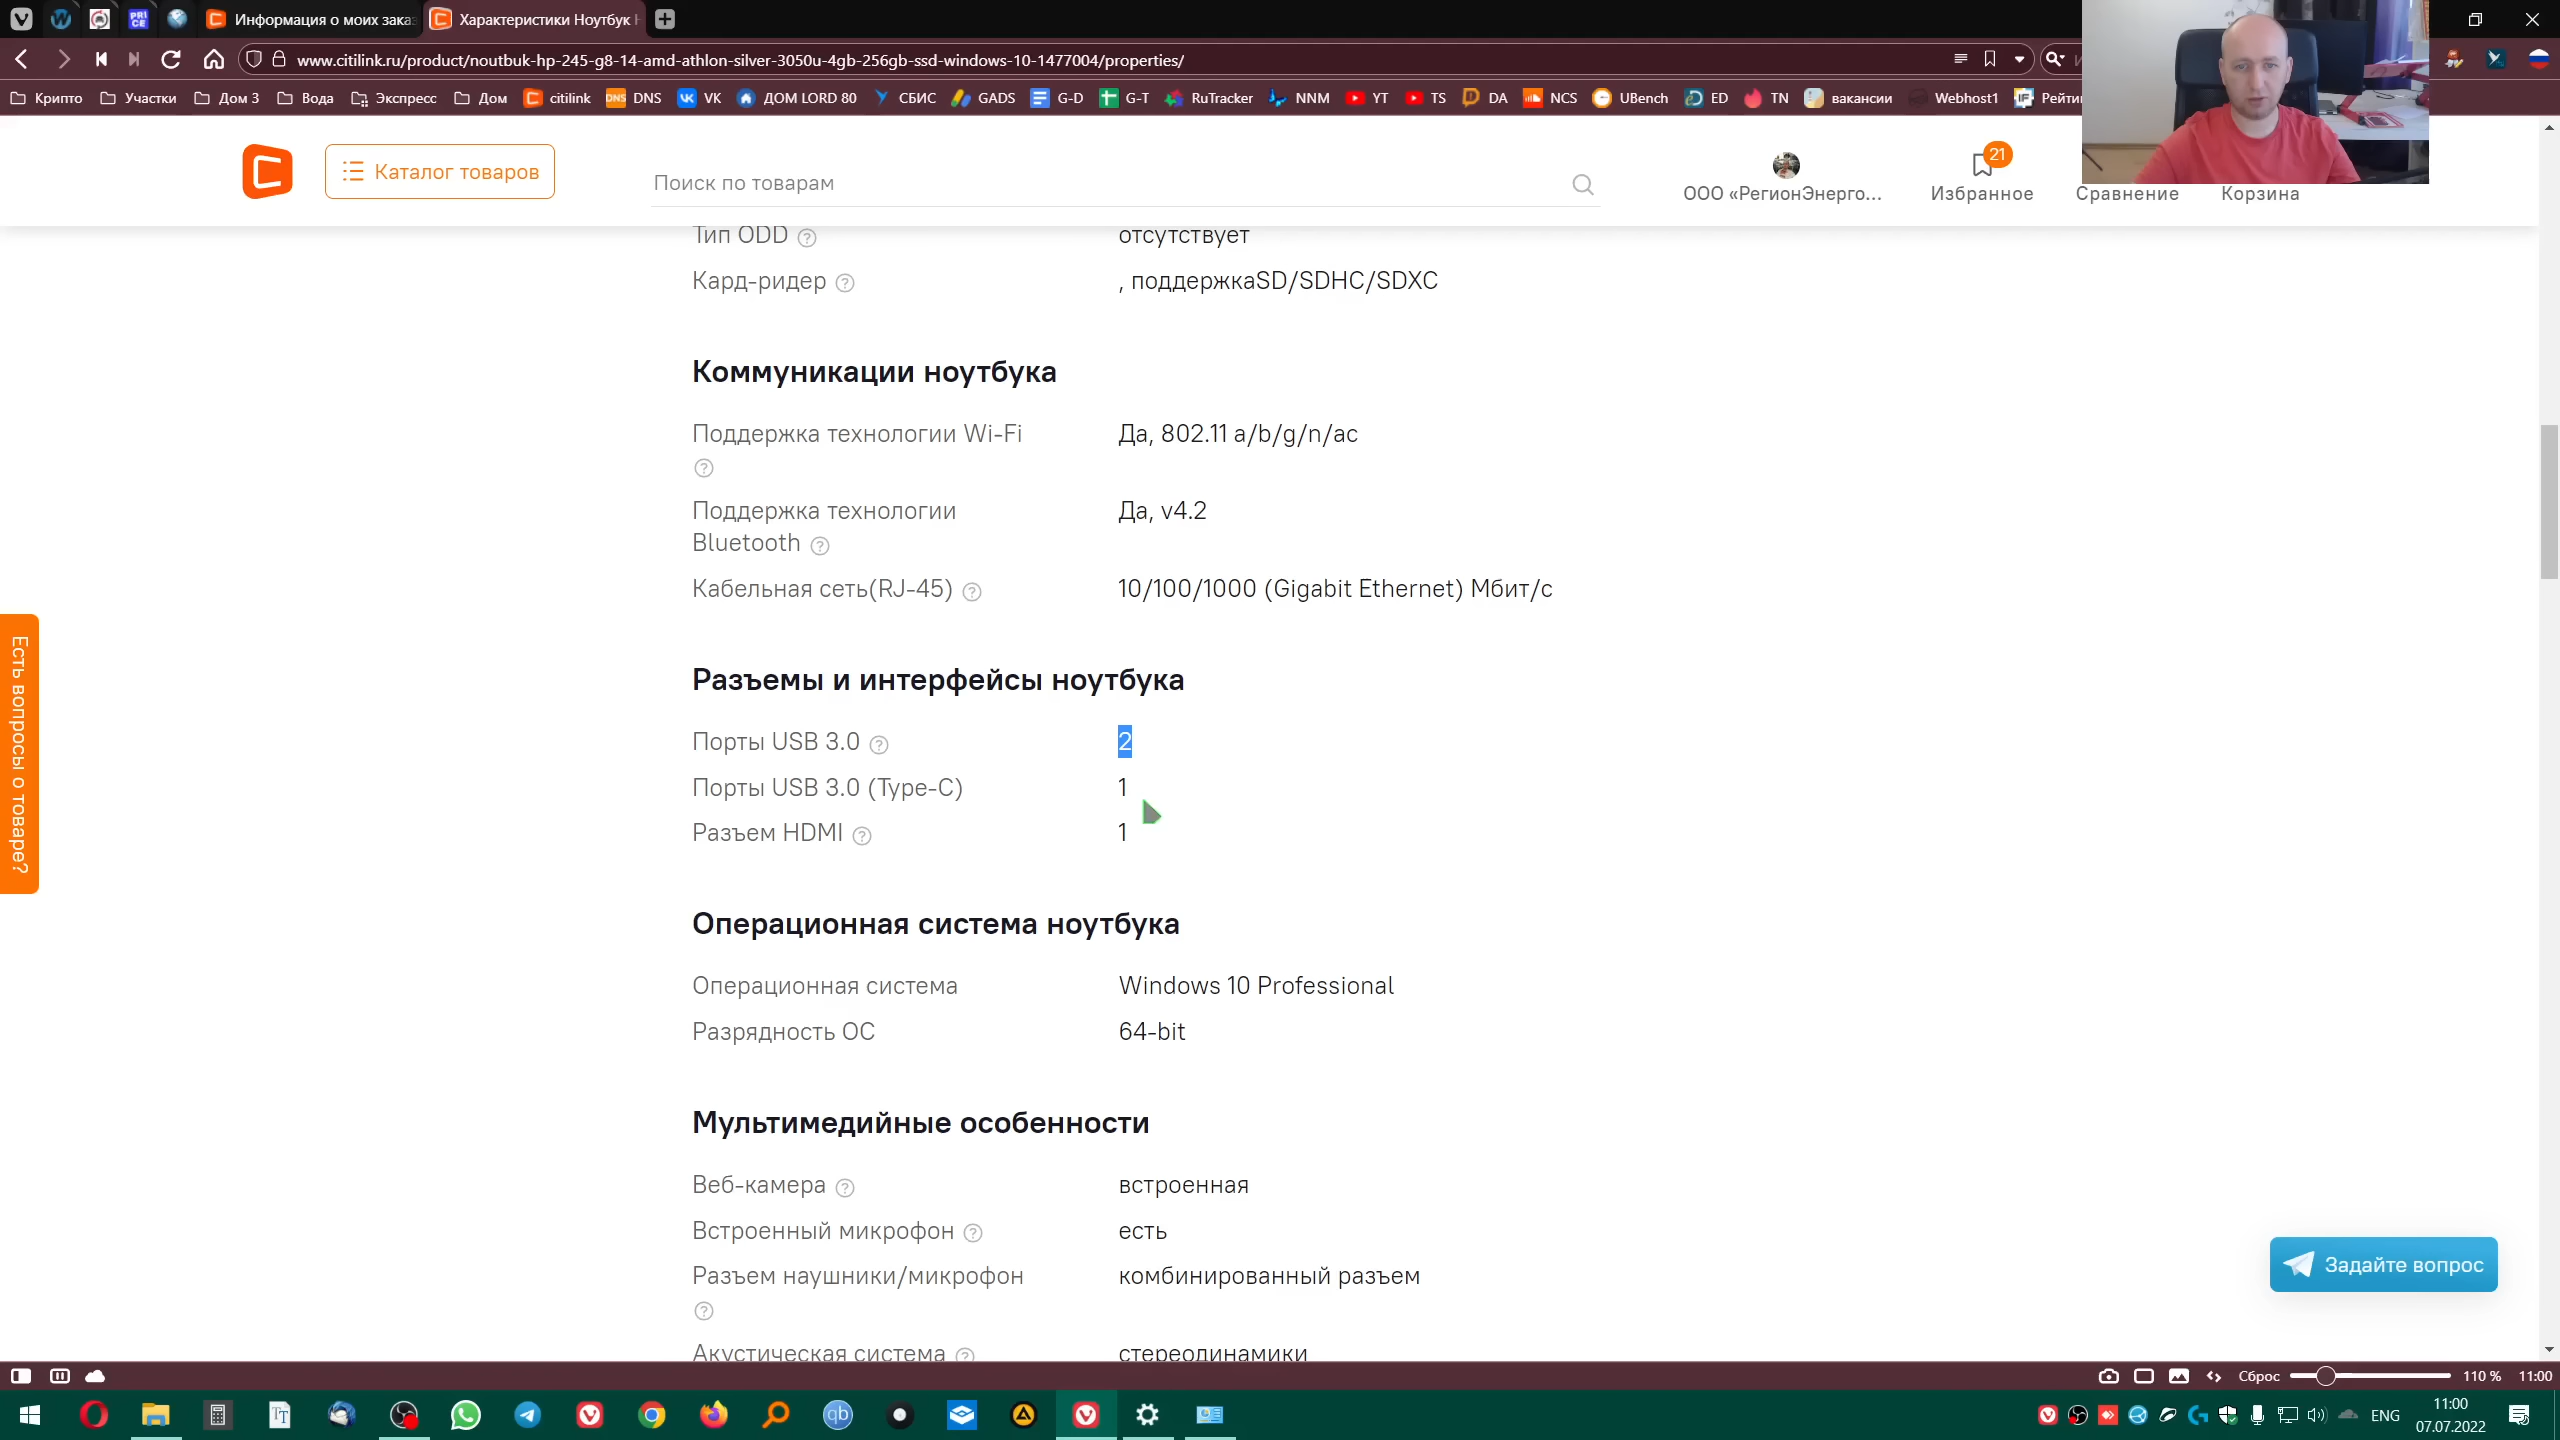 Информация о моих зака
Характеристики Ноутбук
www.citilink.ru/product/noutbuk-hp-245-g8-14-amd-athlon-silver-3050u-4gb-256gb-ssd-windows-10-1477004/properties/
Крипто Участки Дом 3 Вода Экспресс Дом citilink DNS VK ДОМ LORD 80 СБИС GADS G-D G-T RuTracker NNM YT TS DA NCS UBench ED TN вакансии Webhost1 Рейти
Каталог товаров
Поиск по товарам
ООО «РегионЭнерго...
21
Избранное
Сравнение
Корзина
Тип ODD отсутствует
Кард-ридер , поддержкаSD/SDHC/SDXC
Коммуникации ноутбука
Поддержка технологии Wi-Fi Да, 802.11 a/b/g/n/ac
Поддержка технологии Да, v4.2
Bluetooth
Кабельная сеть(RJ-45) 10/100/1000 (Gigabit Ethernet) Мбит/с
Разъемы и интерфейсы ноутбука
Порты USB 3.0 2
Порты USB 3.0 (Type-C) 1
Разъем HDMI 1
Операционная система ноутбука
Операционная система Windows 10 Professional
Разрядность ОС 64-bit
Мультимедийные особенности
Веб-камера встроенная
Встроенный микрофон есть
Разъем наушники/микрофон комбинированный разъем
Акустическая система стереодинамики
Есть вопросы о товаре?
Задайте вопрос
Сброс 110 % 11:00
ENG
11:00
07.07.2022